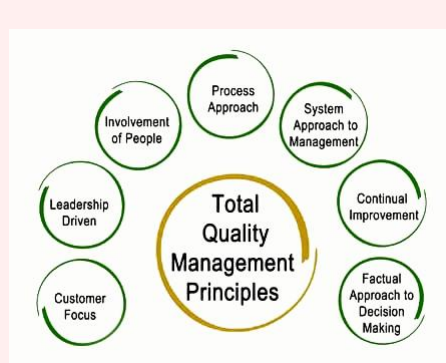 Process
Approach
System
Approach to
Management
Involvement
of People
Leadership
Driven
Continual
Improvement
Total
Quality
Management
Principles
Customer
Focus
Factual
Approach to
Decision
Making